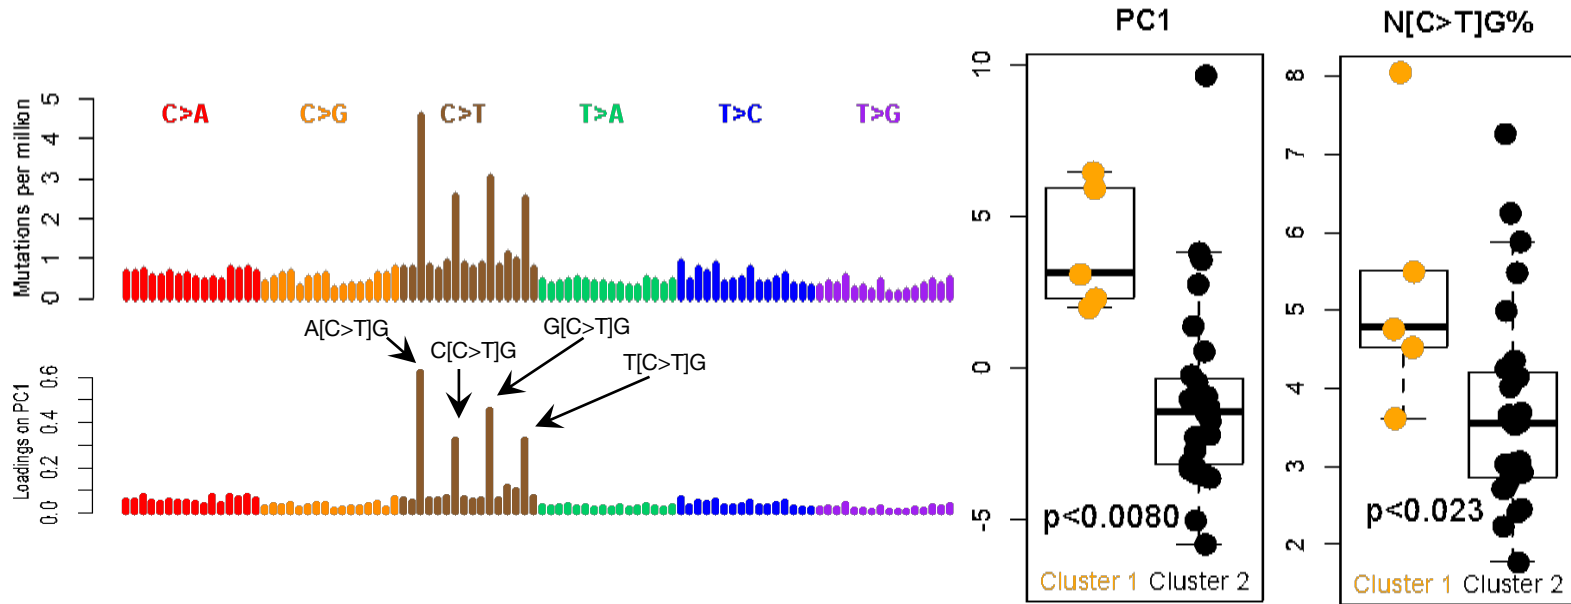 Mutations per million
0 1 2 3 4 5
C>A C>G C>T T>A T>C T>G
Loadings on PC1
0.0 0.2 0.4 0.6
A[C>T]G
C[C>T]G
G[C>T]G
T[C>T]G
PC1
10
5
0
-5
p<0.0080
Cluster 1 Cluster 2
N[C>T]G%
8
7
6
5
4
3
2
p<0.023
Cluster 1 Cluster 2